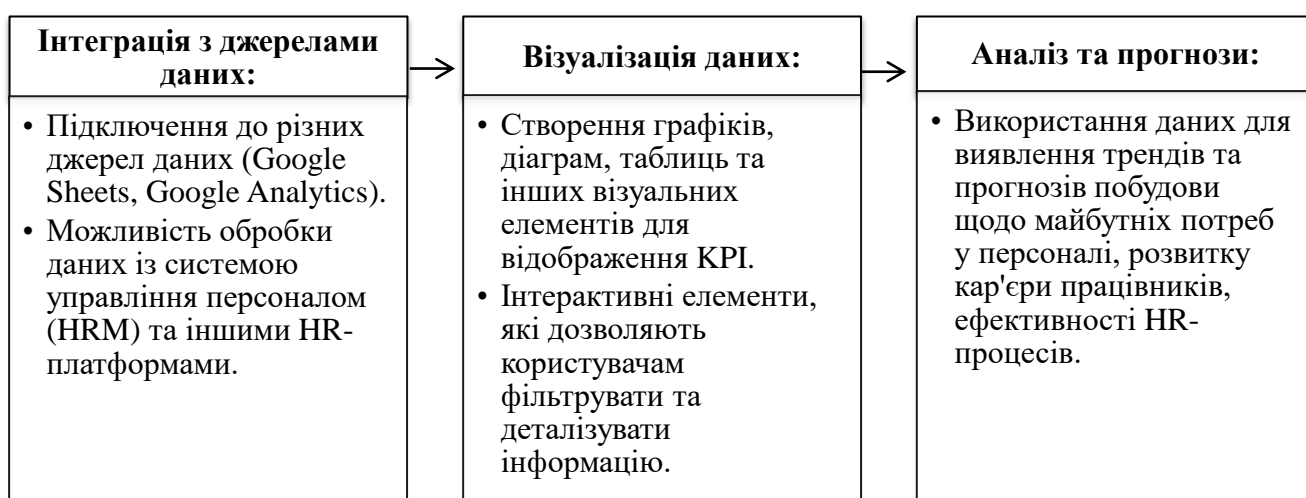 Інтеграція з джерелами
даних:
• Підключення до різних
джерел даних (Google
Sheets, Google Analytics).
• Можливість обробки
даних із системою
управління персоналом
(HRM) та іншими HR-
платформами.
Візуалізація даних:
• Створення графіків,
діаграм, таблиць та
інших візуальних
елементів для
відображення KPI.
• Інтерактивні елементи,
які дозволяють
користувачам
фільтрувати та
деталізувати
інформацію.
Аналіз та прогнози:
• Використання даних для
виявлення трендів та
прогнозів побудови
щодо майбутніх потреб
у персоналі, розвитку
кар'єри працівників,
ефективності HR-
процесів.